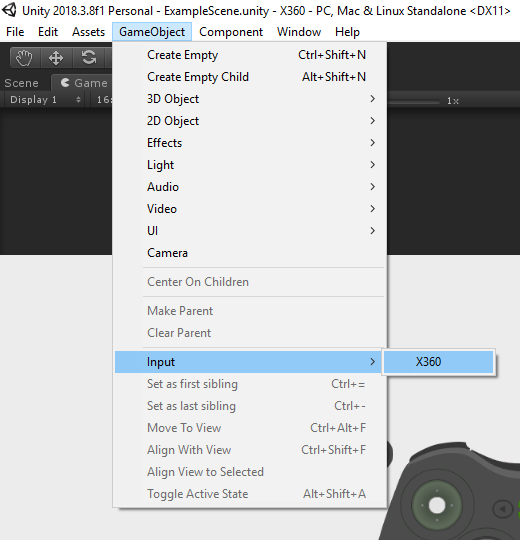 Unity 2018.3.8f1 Personal - ExampleScene.unity - X360 - PC, Mac & Linux Standalone <DX11>
File Edit Assets GameObject Component Window Help
Scene Game
Display 1 16: 1x
Create Empty Ctrl+Shift+N
Create Empty Child Alt+Shift+N
3D Object
2D Object
Effects
Light
Audio
Video
UI
Camera
Center On Children
Make Parent
Clear Parent
Input X360
Set as first sibling Ctrl+=
Set as last sibling Ctrl+-
Move To View Ctrl+Alt+F
Align With View Ctrl+Shift+F
Align View to Selected
Toggle Active State Alt+Shift+A